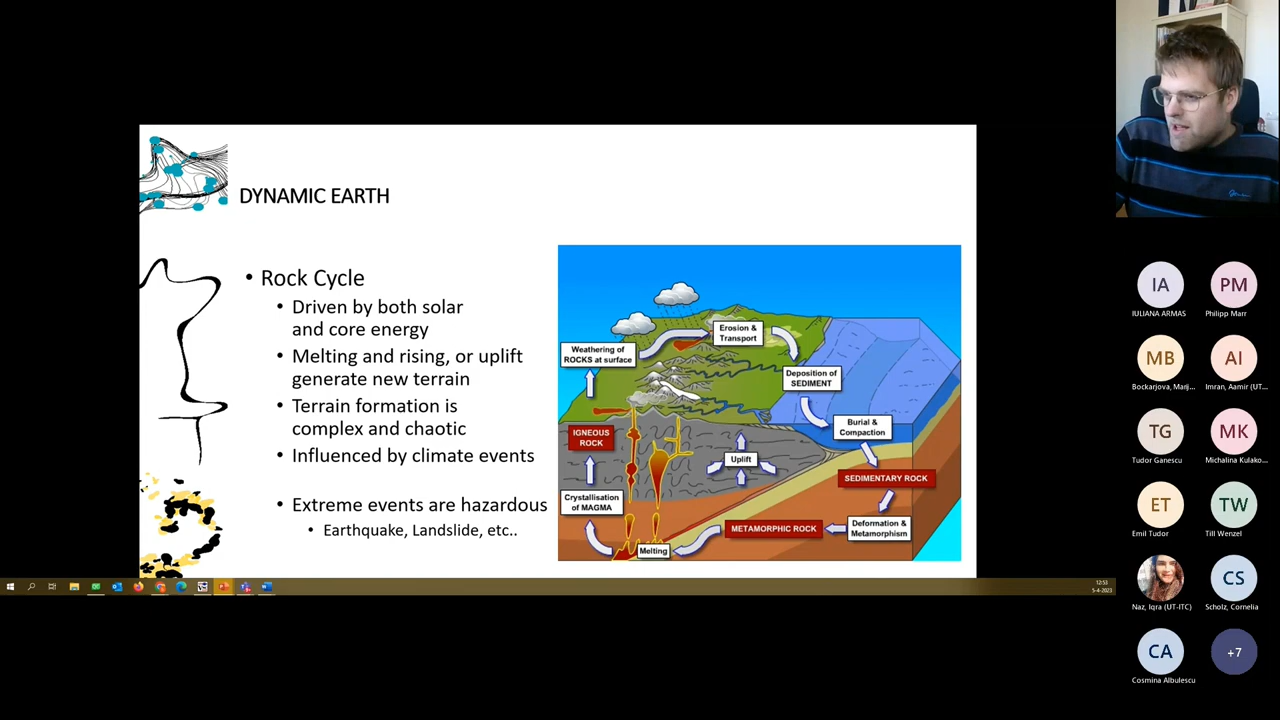 DYNAMIC EARTH
• Rock Cycle
• Driven by both solar
and core energy
• Melting and rising, or uplift
generate new terrain
• Terrain formation is
complex and chaotic
• Influenced by climate events
• Extreme events are hazardous
• Earthquake, Landslide, etc..
Erosion &
Transport
Weathering of
ROCKS at surface
Deposition of
SEDIMENT
Burial &
Compaction
IGNEOUS
ROCK
Uplift
SEDIMENTARY ROCK
Crystallisation
of MAGMA
METAMORPHIC ROCK
Deformation &
Metamorphism
Melting
12:53
5-4-2023
IA
IULIANA ARMAS
PM
Philipp Marr
MB
Bockarjova, Marij...
AI
Imran, Aamir (UT...
TG
Tudor Ganescu
MK
Michalina Kulako...
ET
Emil Tudor
TW
Till Wenzel
Naz, Iqra (UT-ITC)
CS
Scholz, Cornelia
CA
Cosmina Albulescu
+7